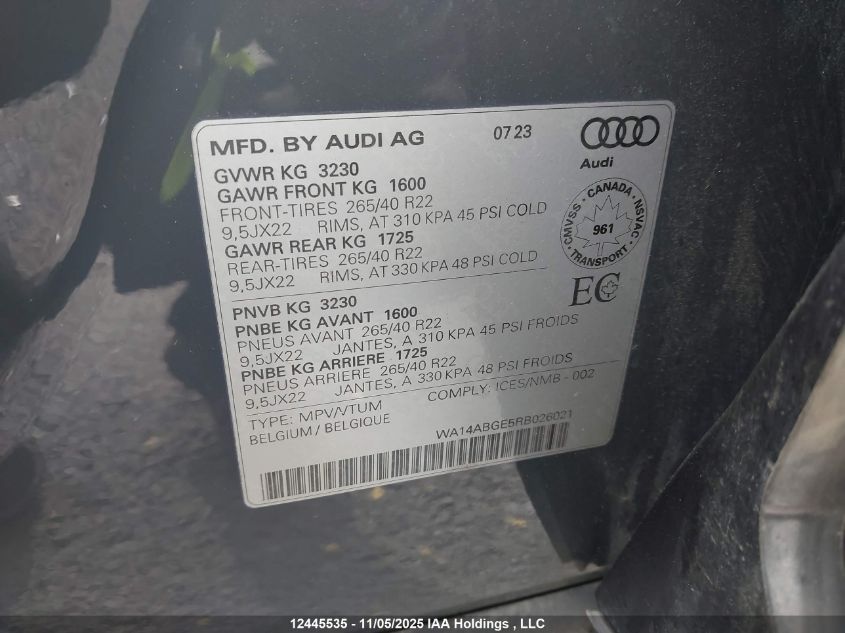 MFD. BY AUDI AG 07 23
Audi
GVWR KG 3230
GAWR FRONT KG 1600
FRONT-TIRES 265/40 R22
9,5JX22 RIMS, AT 310 KPA 45 PSI COLD
GAWR REAR KG 1725
REAR-TIRES 265/40 R22
9,5JX22 RIMS, AT 330 KPA 48 PSI COLD
CMVSS - CANADA - NSVAC
961
TRANSPORT
EC
PNVB KG 3230
PNBE KG AVANT 1600
PNEUS AVANT 265/40 R22
9,5JX22 JANTES, A 310 KPA 45 PSI FROIDS
PNBE KG ARRIERE 1725
PNEUS ARRIERE 265/40 R22
9,5JX22 JANTES, A 330 KPA 48 PSI FROIDS
TYPE: MPV/VTUM COMPLY: ICES/NMB - 002
BELGIUM / BELGIQUE
WA14ABGE5RB026021
12445535 - 11/05/2025 IAA Holdings , LLC